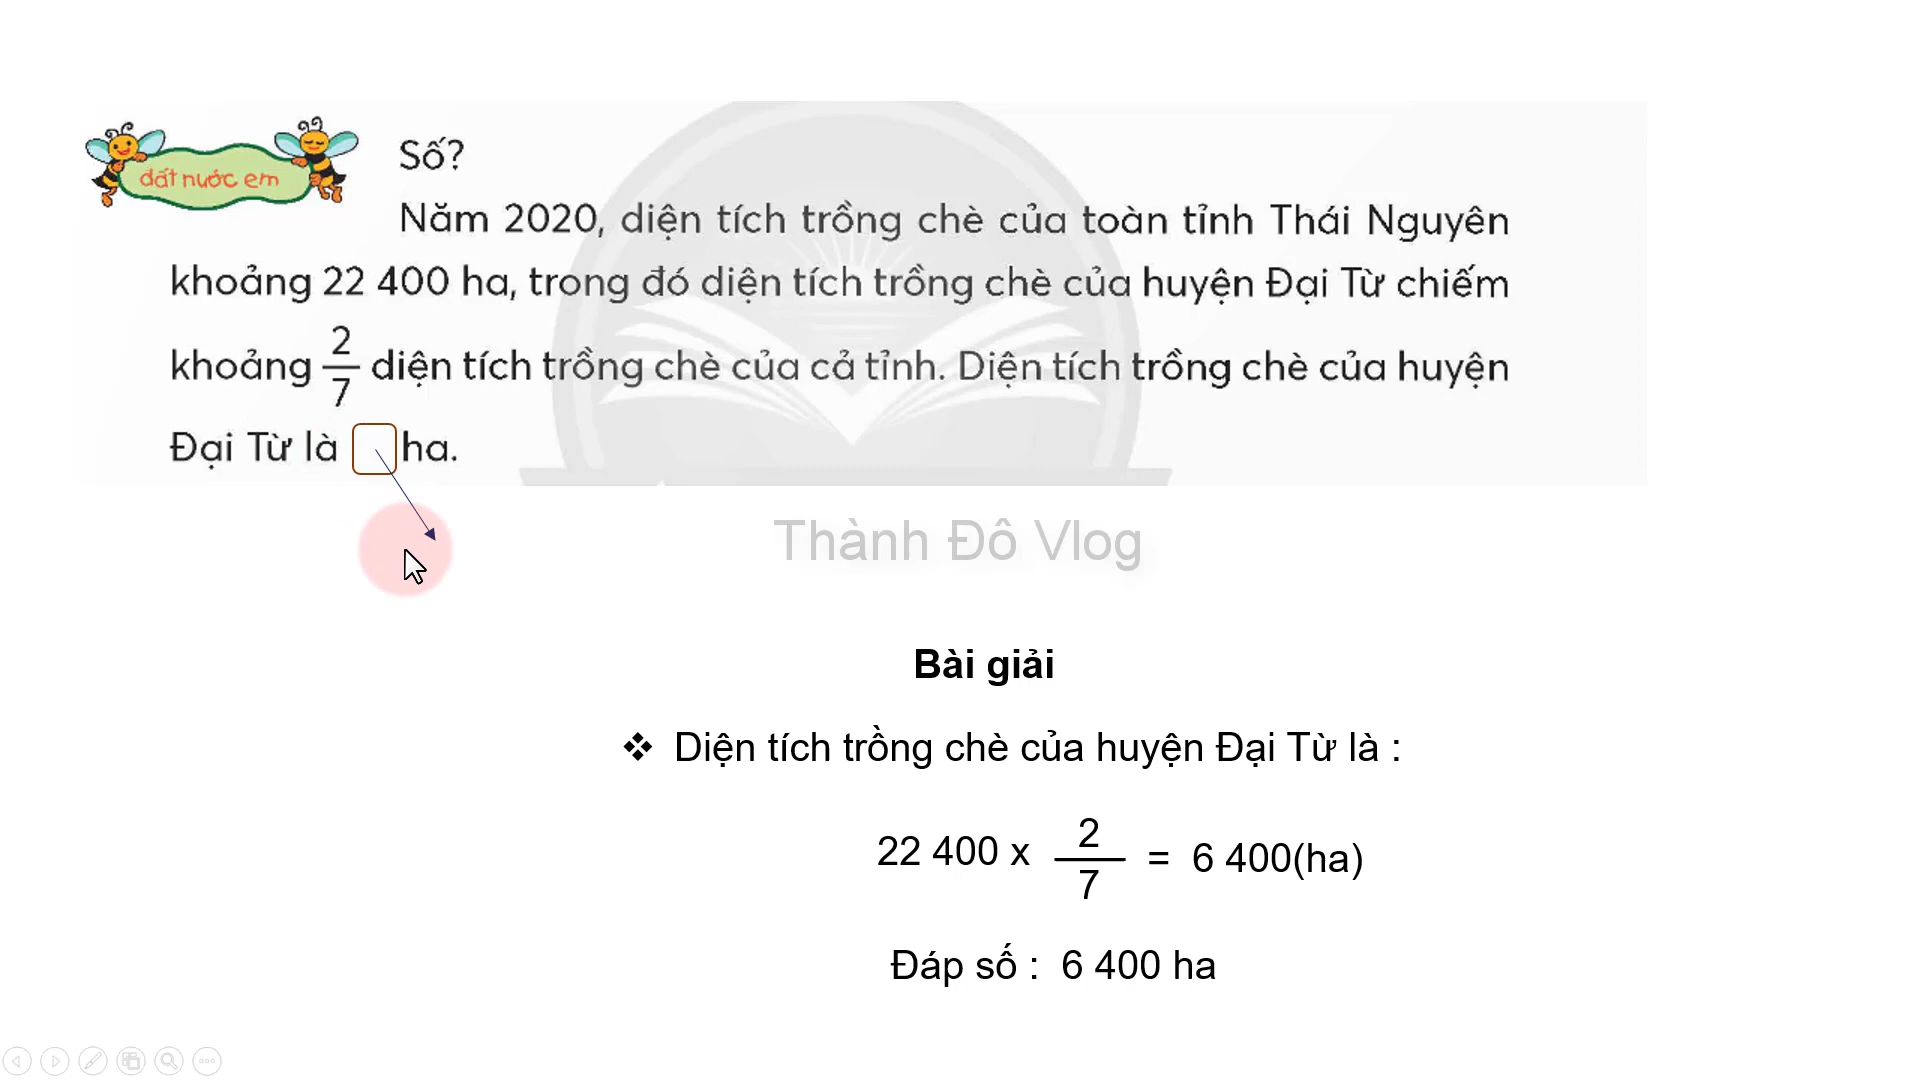 đất nước em
Số?
Năm 2020, diện tích trồng chè của toàn tỉnh Thái Nguyên
khoảng 22 400 ha, trong đó diện tích trồng chè của huyện Đại Từ chiếm
khoảng 2/7 diện tích trồng chè của cả tỉnh. Diện tích trồng chè của huyện
Đại Từ là ha.
Thành Đô Vlog
Bài giải
❖ Diện tích trồng chè của huyện Đại Từ là :
22 400 x 2/7 = 6 400(ha)
Đáp số : 6 400 ha